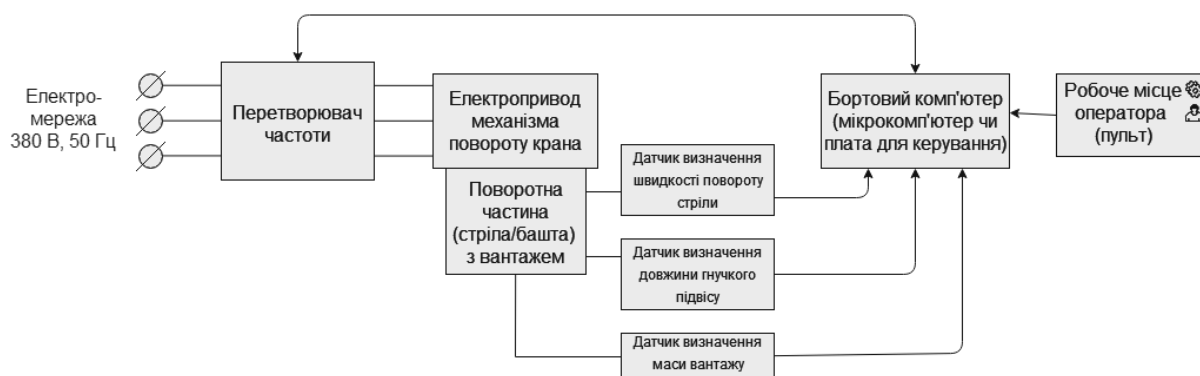 Електро-
мережа
380 В, 50 Гц
Перетворювач
частоти
Електропривод
механізма
повороту крана
Поворотна
частина
(стріла/башта)
з вантажем
Датчик визначення
швидкості повороту
стріли
Датчик визначення
довжини гнучкого
підвісу
Датчик визначення
маси вантажу
Бортовий комп'ютер
(мікрокомп'ютер чи
плата для керування)
Робоче місце
оператора
(пульт)